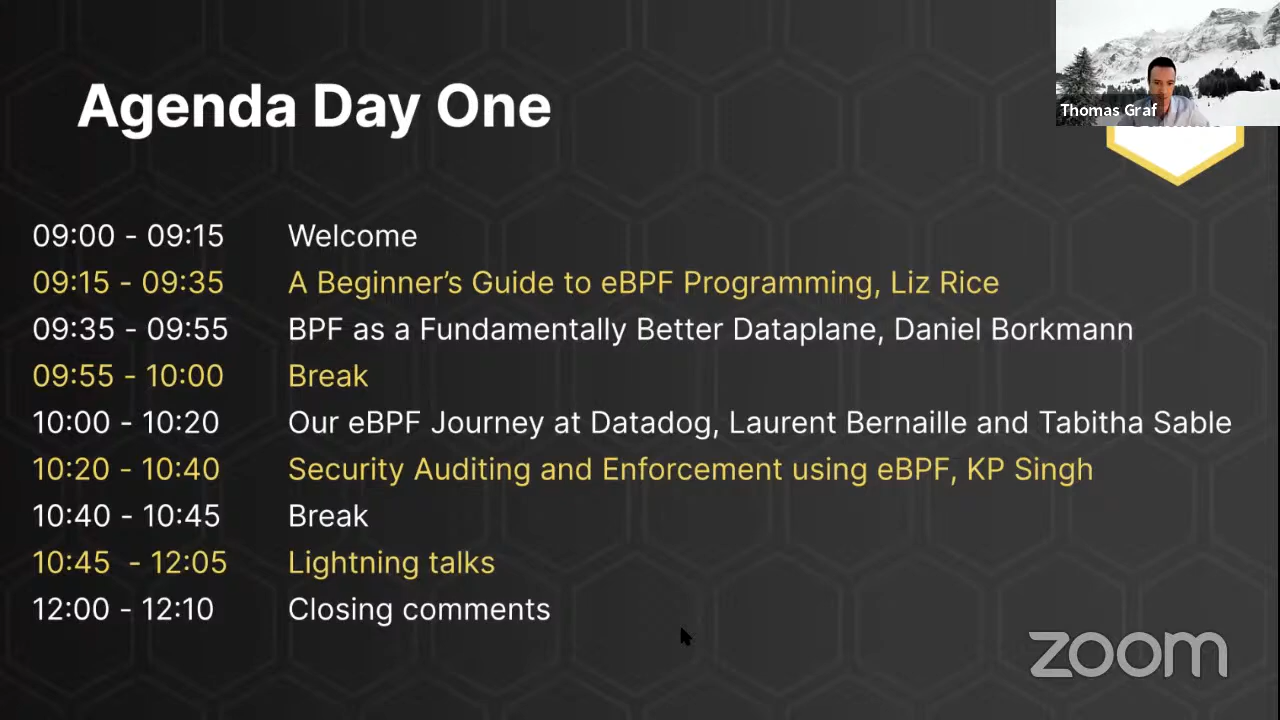 Agenda Day One
Thomas Graf
09:00 - 09:15 Welcome
09:15 - 09:35 A Beginner’s Guide to eBPF Programming, Liz Rice
09:35 - 09:55 BPF as a Fundamentally Better Dataplane, Daniel Borkmann
09:55 - 10:00 Break
10:00 - 10:20 Our eBPF Journey at Datadog, Laurent Bernaille and Tabitha Sable
10:20 - 10:40 Security Auditing and Enforcement using eBPF, KP Singh
10:40 - 10:45 Break
10:45 - 12:05 Lightning talks
12:00 - 12:10 Closing comments
zoom